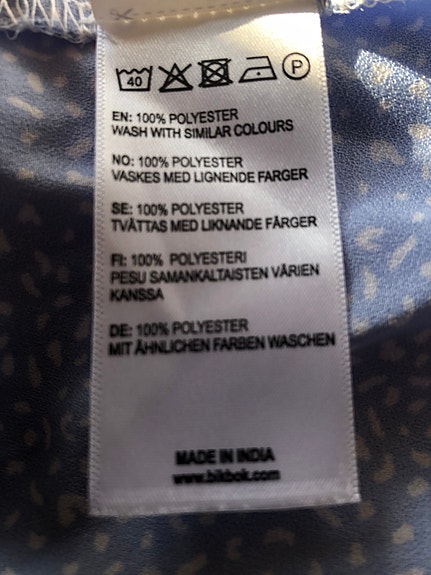 40 P
EN: 100% POLYESTER
WASH WITH SIMILAR COLOURS
NO: 100% POLYESTER
VASKES MED LIGNENDE FARGER
SE: 100% POLYESTER
TVÄTTAS MED LIKNANDE FÄRGER
FI: 100% POLYESTERI
PESU SAMANKALTAISTEN VÄRIEN
KANSSA
DE: 100% POLYESTER
MIT ÄHNLICHEN FARBEN WASCHEN
MADE IN INDIA
www.bikbok.com